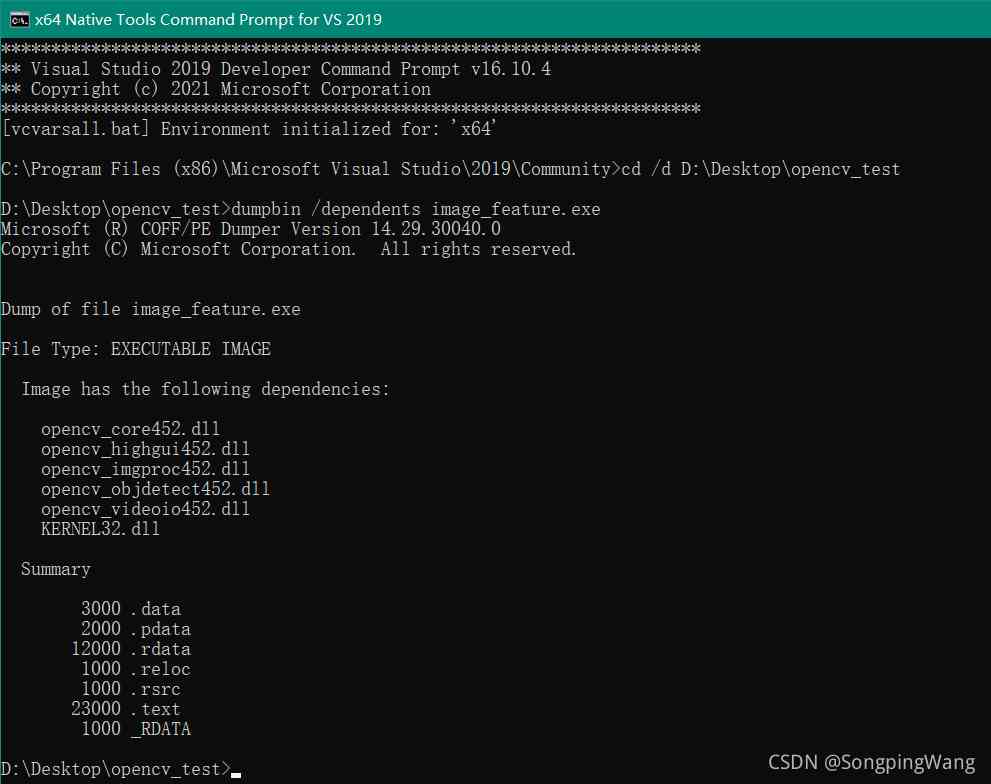 x64 Native Tools Command Prompt for VS 2019
**********************************************************************
** Visual Studio 2019 Developer Command Prompt v16.10.4
** Copyright (c) 2021 Microsoft Corporation
**********************************************************************
[vcvarsall.bat] Environment initialized for: 'x64'
C:\Program Files (x86)\Microsoft Visual Studio\2019\Community>cd /d D:\Desktop\opencv_test
D:\Desktop\opencv_test>dumpbin /dependents image_feature.exe
Microsoft (R) COFF/PE Dumper Version 14.29.30040.0
Copyright (C) Microsoft Corporation.  All rights reserved.
Dump of file image_feature.exe
File Type: EXECUTABLE IMAGE
Image has the following dependencies:
opencv_core452.dll
opencv_highgui452.dll
opencv_imgproc452.dll
opencv_objdetect452.dll
opencv_videoio452.dll
KERNEL32.dll
Summary
3000 .data
2000 .pdata
12000 .rdata
1000 .reloc
1000 .rsrc
23000 .text
1000 _RDATA
D:\Desktop\opencv_test>
CSDN @SongpingWang